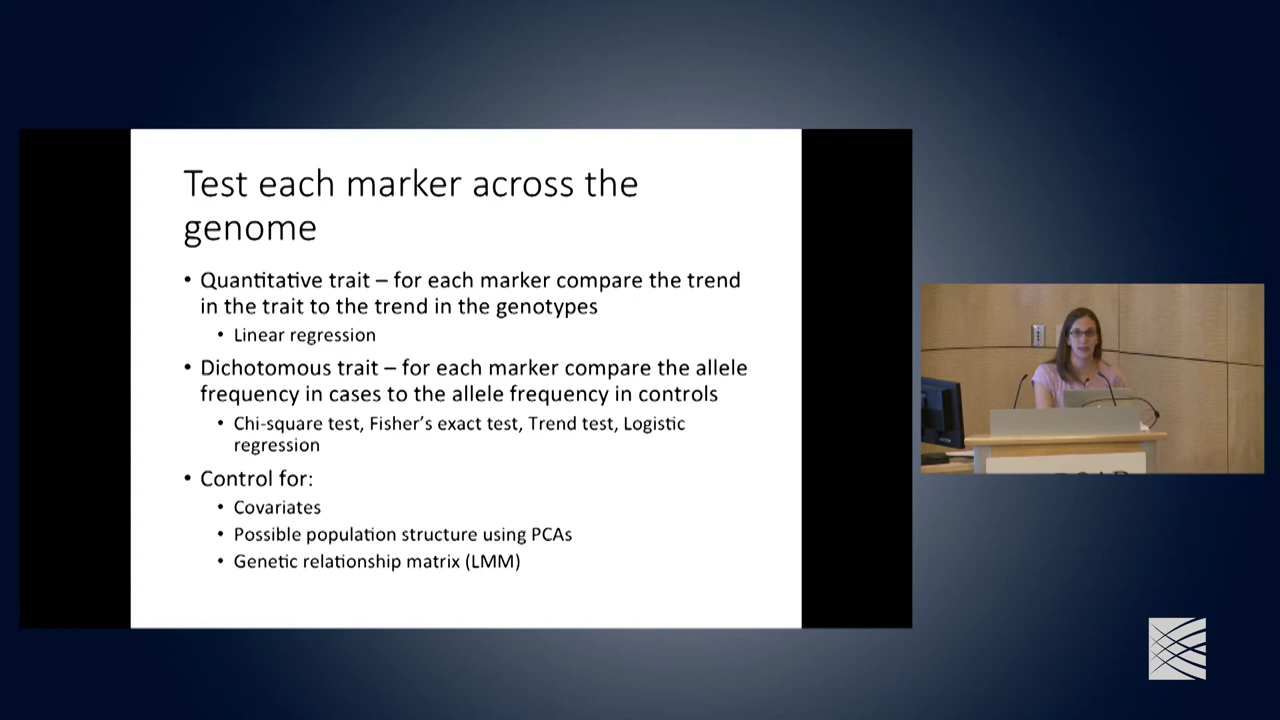 Test each marker across the
genome
• Quantitative trait – for each marker compare the trend
in the trait to the trend in the genotypes
• Linear regression
• Dichotomous trait – for each marker compare the allele
frequency in cases to the allele frequency in controls
• Chi-square test, Fisher's exact test, Trend test, Logistic
regression
• Control for:
• Covariates
• Possible population structure using PCAs
• Genetic relationship matrix (LMM)